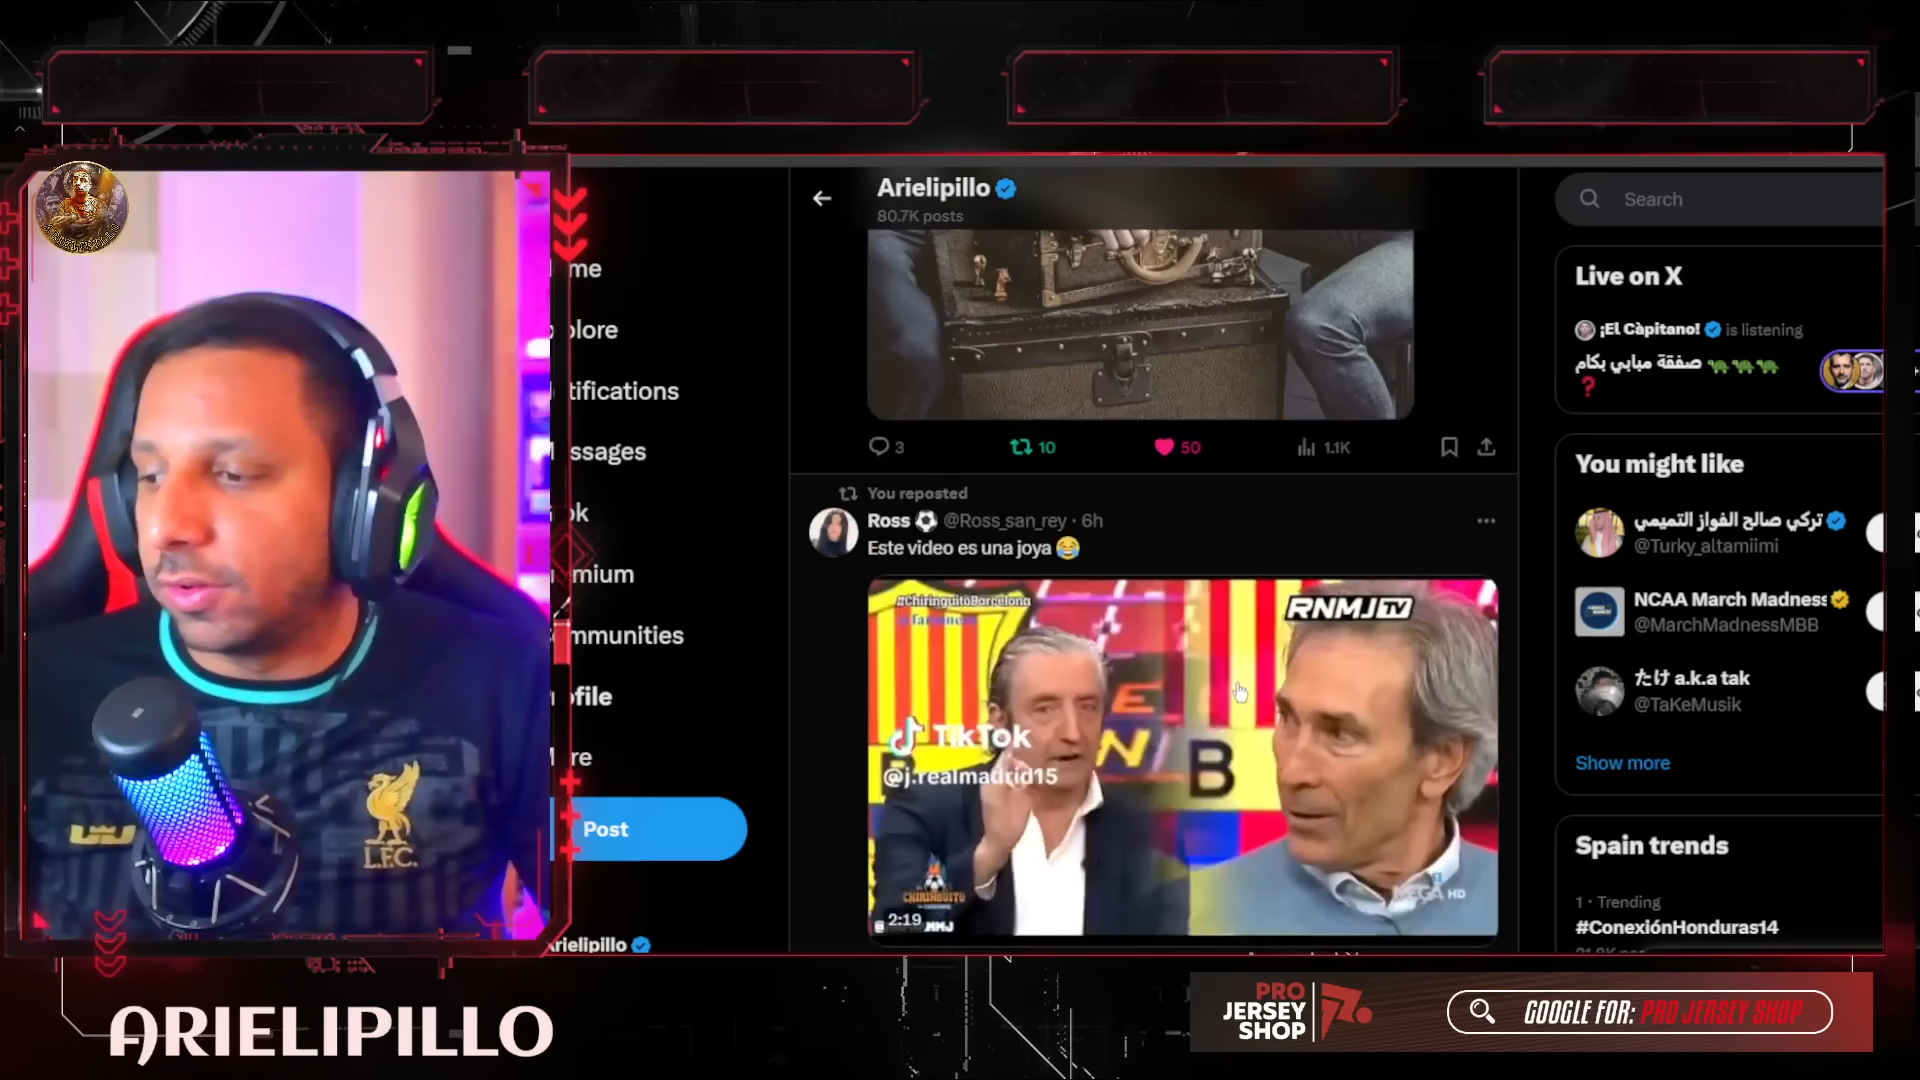 Arielipillo
80.7K posts
Search
me
plore
tifications
ssages
ok
mium
mmunities
ofile
re
Post
rielipillo
3
10
50
1.1K
You reposted
Ross @Ross_san_rey · 6h
Este video es una joya 😂
#ChiringuitoBarcelona
RNMJTV
TikTok
@j.realmadrid15
B
CHIRINGUITO
MEGA HD
2:19
Live on X
¡El Càpitano! is listening
صفقة مبابي بكام 🐢🐢🐢
❓
You might like
تركي صالح الفواز التميمي
@Turky_altamiimi
NCAA March Madness
@MarchMadnessMBB
たけ a.k.a tak
@TaKeMusik
Show more
Spain trends
1 · Trending
#ConexiónHonduras14
L.F.C.
ARIELIPILLO
PRO
JERSEY
SHOP
GOOGLE FOR: PRO JERSEY SHOP